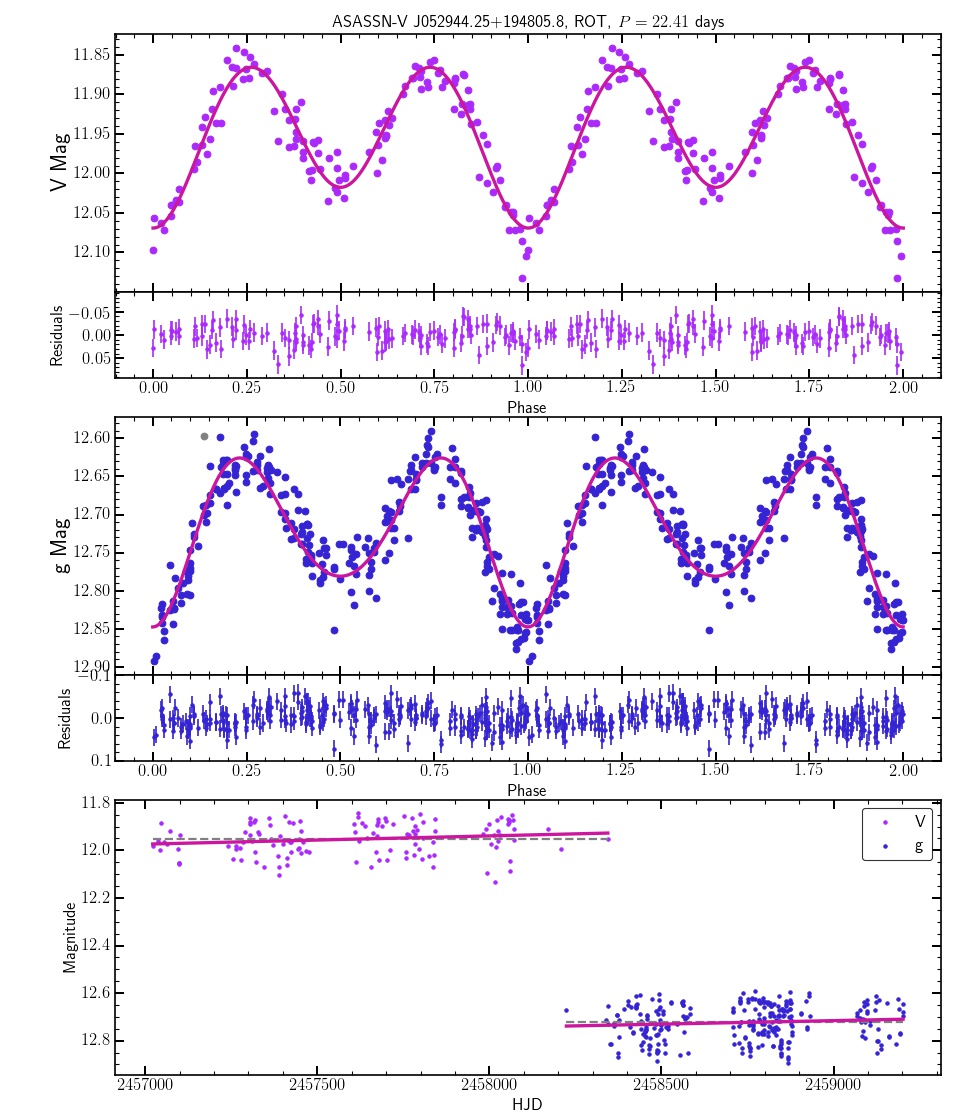 ASASSN-V J052944.25+194805.8, ROT, P = 22.41 days
11.85
11.90
11.95
12.00
12.05
12.10
V Mag
−0.05
0.00
0.05
Residuals
0.00 0.25 0.50 0.75 1.00 1.25 1.50 1.75 2.00
Phase
12.60
12.65
12.70
12.75
12.80
12.85
12.90
g Mag
−0.1
0.0
0.1
Residuals
0.00 0.25 0.50 0.75 1.00 1.25 1.50 1.75 2.00
Phase
11.8
12.0
12.2
12.4
12.6
12.8
Magnitude
V
g
2457000 2457500 2458000 2458500 2459000
HJD